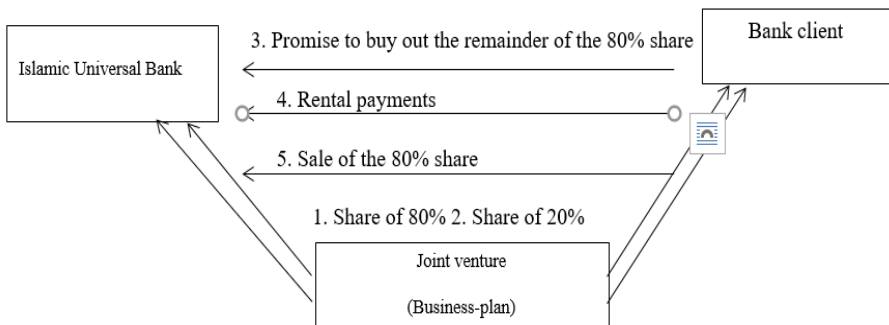 3. Promise to buy out the remainder of the 80% share
Bank client
Islamic Universal Bank
4. Rental payments
5. Sale of the 80% share
1. Share of 80% 2. Share of 20%
Joint venture
(Business-plan)